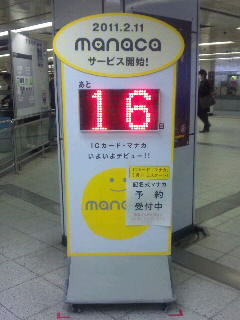 2011.2.11
manaca
サービス開始!
あと
16
日
ICカード・マナカ
いよいよデビュー!!
manaca
記名式マナカ
予約
受付中